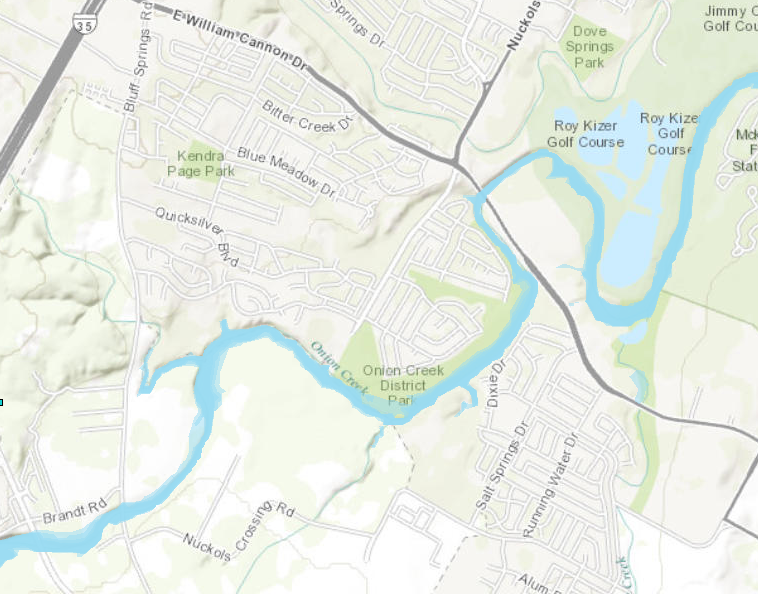 35
Bluff Springs Rd
E William Cannon Dr
Springs Dr
Nuckols
Dove
Springs
Park
Jimmy
Golf
Bitter Creek Dr
Roy Kizer
Golf Course
Roy Kize
Golf
Course
Kendra
Page Park
Blue Meadow Dr
Quicksilver Blvd
Onion Creek
Onion Creek
District
Park
Dixie Dr
Salt Springs Dr
Running Water Dr
Brandt Rd
Nuckols Crossing Rd
Alum
Creek